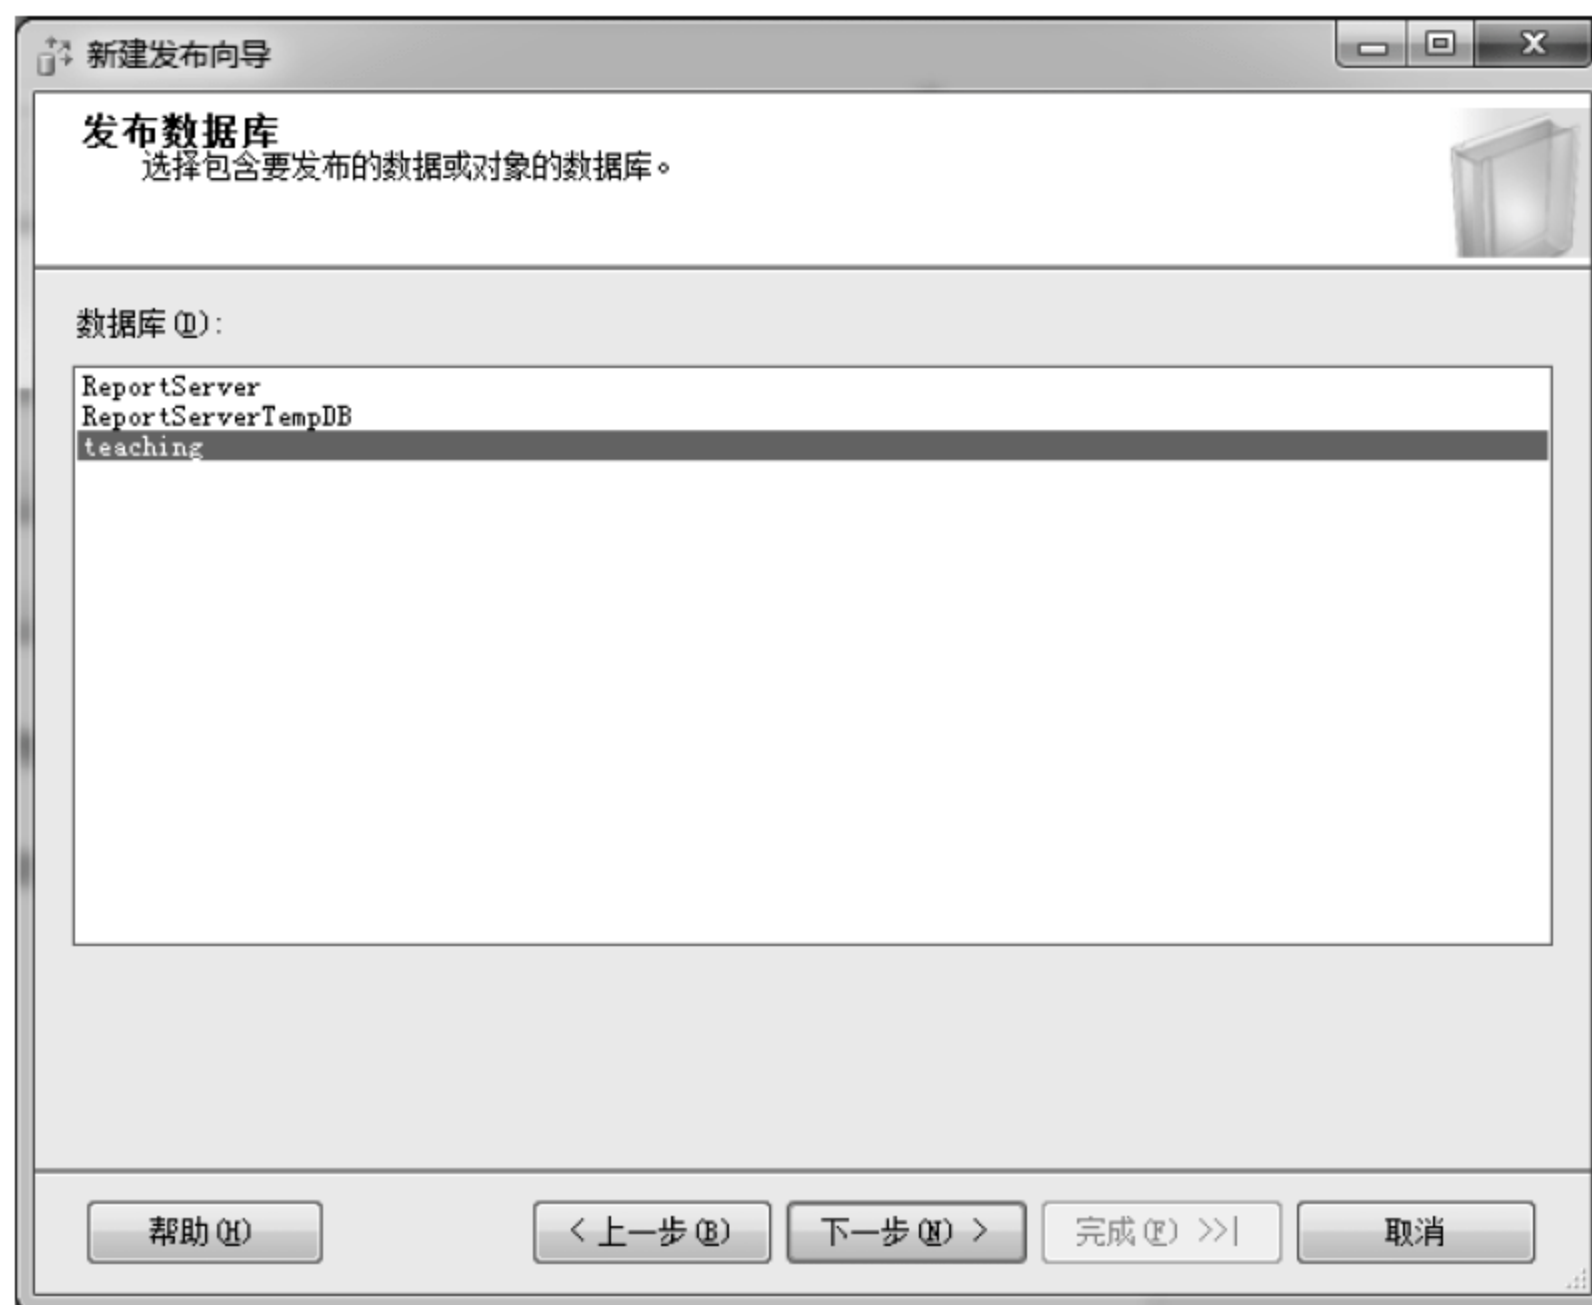 新建发布向导
发布数据库
选择包含要发布的数据或对象的数据库。
数据库(D):
ReportServer
ReportServerTempDB
teaching
帮助(H)
< 上一步(B)
下一步(N) >
完成(F) >>|
取消